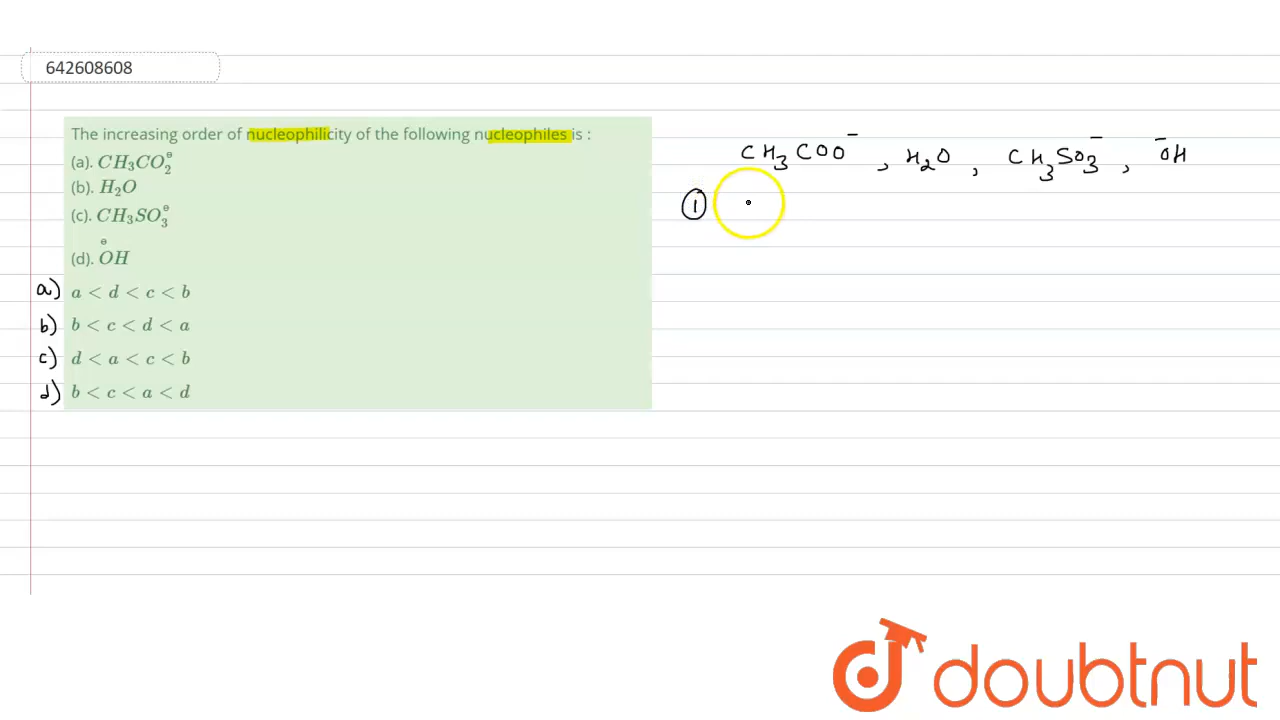 642608608
The increasing order of nucleophilicity of the following nucleophiles is :
(a). CH₃CO₂^⊖
(b). H₂O
(c). CH₃SO₃^⊖
(d). O^⊖H
a) a < d < c < b
b) b < c < d < a
c) d < a < c < b
d) b < c < a < d
CH₃COO⁻, H₂O, CH₃SO₃⁻, ⁻OH
①
doubtnut